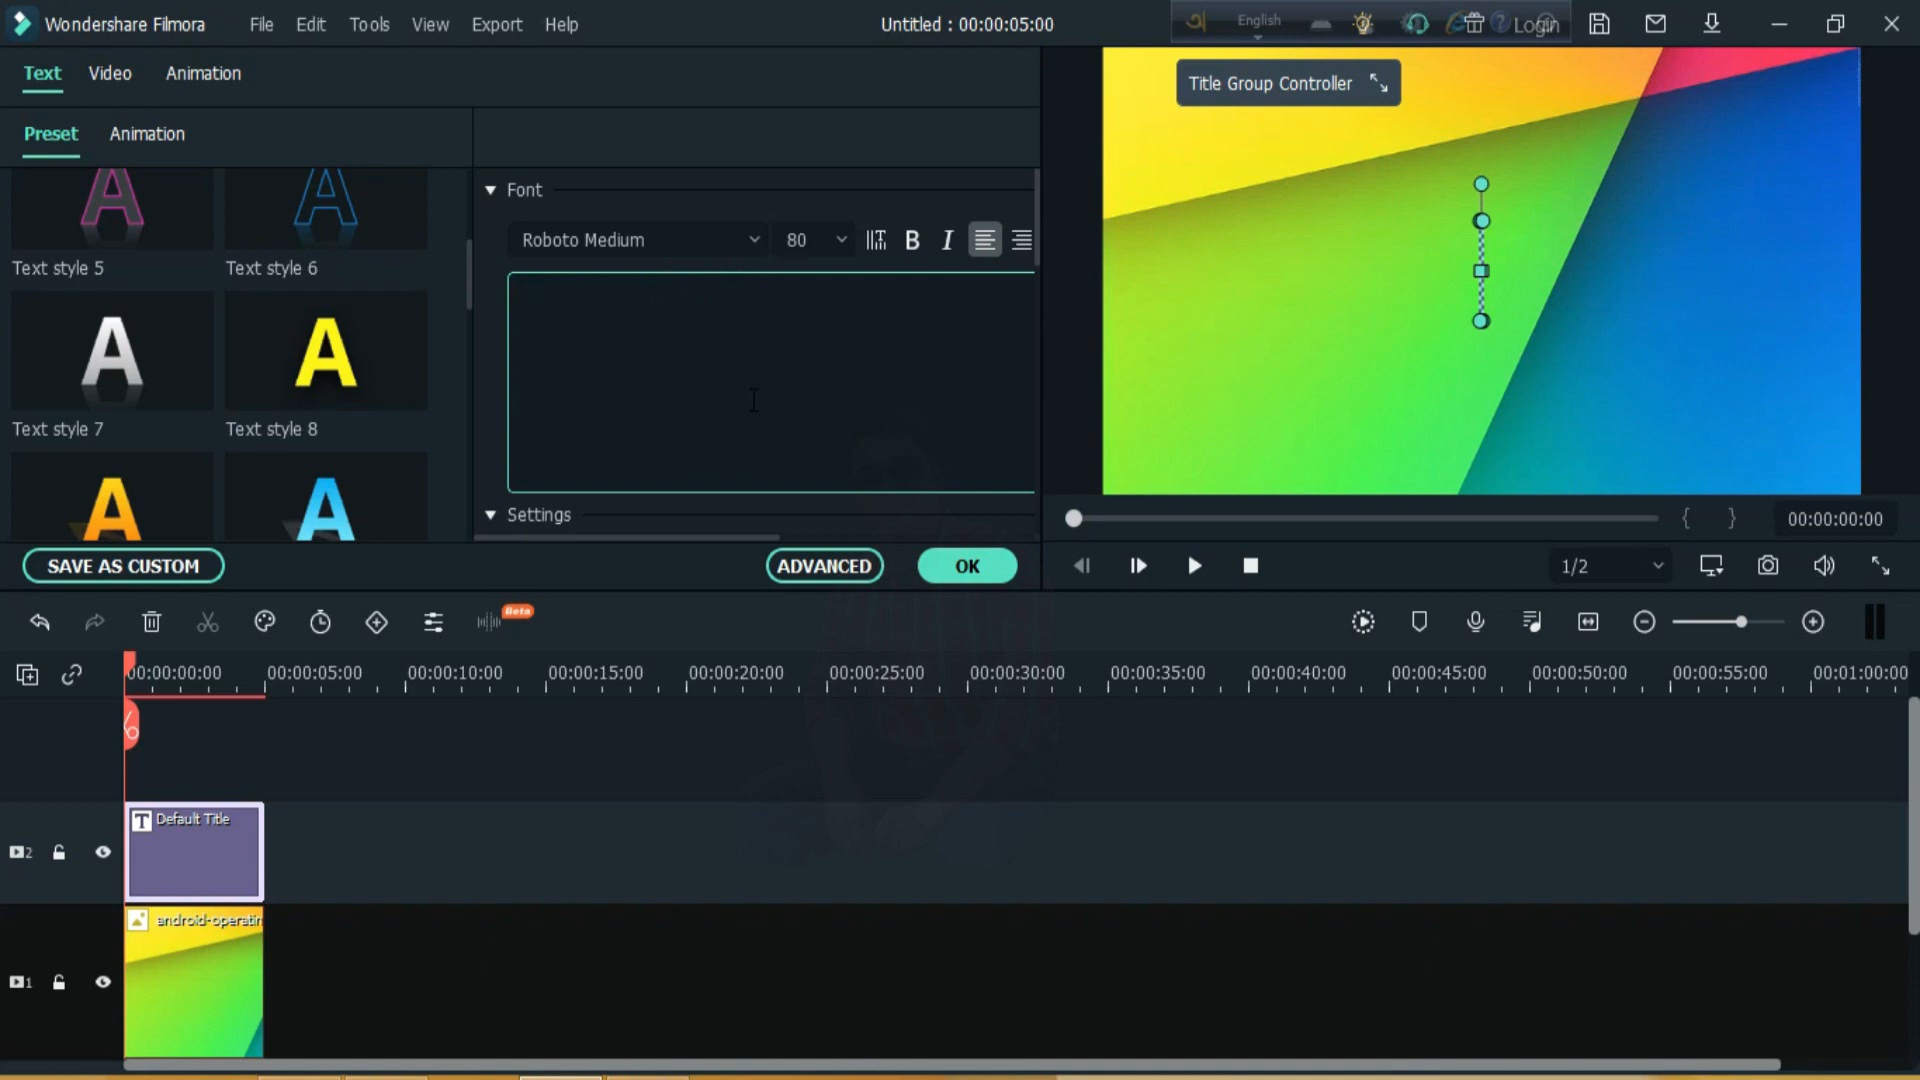 Wondershare Filmora File Edit Tools View Export Help Untitled : 00:00:05:00 অ English Login
Text Video Animation
Title Group Controller
Preset Animation
Font
A A
Roboto Medium 80 B I
Text style 5 Text style 6
A A
Text style 7 Text style 8
A A
Settings
{ } 00:00:00:00
SAVE AS CUSTOM ADVANCED OK
1/2
Beta
00:00:00:00 00:00:05:00 00:00:10:00 00:00:15:00 00:00:20:00 00:00:25:00 00:00:30:00 00:00:35:00 00:00:40:00 00:00:45:00 00:00:50:00 00:00:55:00 00:01:00:00
T Default Title
2
android-operatin
1